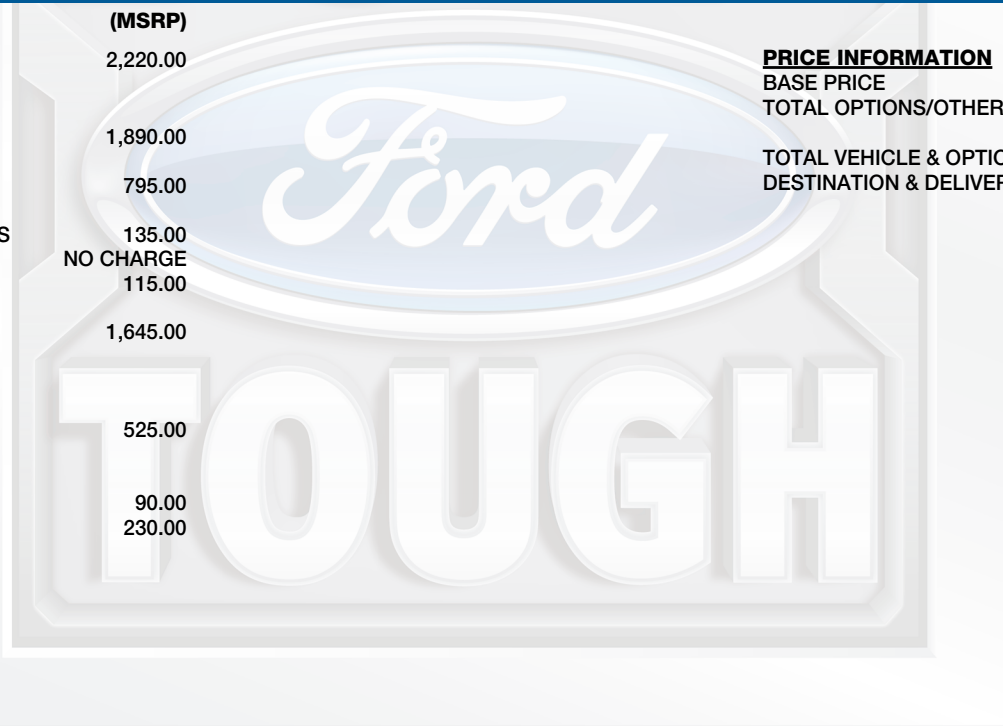 (MSRP)
2,220.00
1,890.00
795.00
S 135.00
NO CHARGE
115.00
1,645.00
525.00
90.00
230.00
PRICE INFORMATION
BASE PRICE
TOTAL OPTIONS/OTHER
TOTAL VEHICLE & OPTIO
DESTINATION & DELIVER
Ford
TOUGH